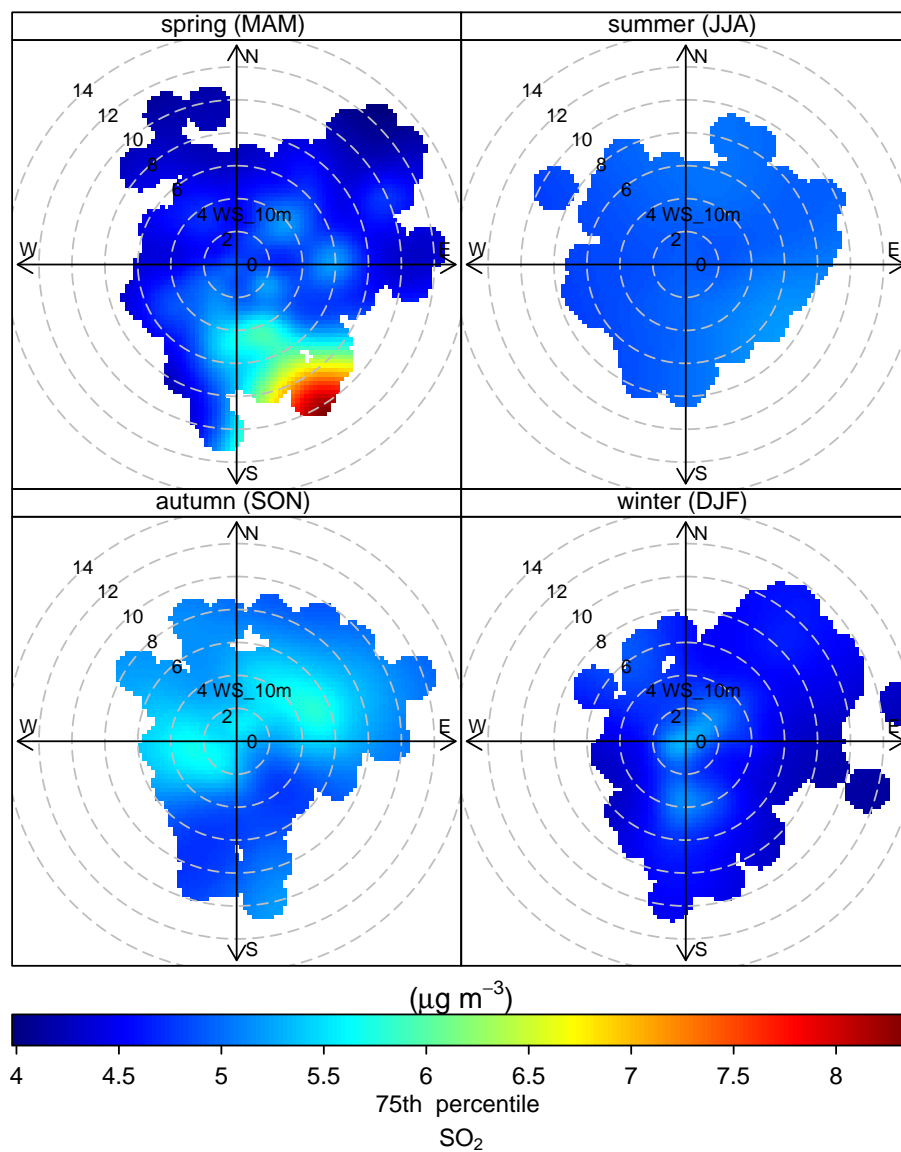 spring (MAM)
summer (JJA)
N
14
12
10
8
6
4 WS_10m
2
W
0
E
S
N
14
12
10
8
6
4 WS_10m
2
W
0
E
S
autumn (SON)
winter (DJF)
N
14
12
10
8
6
4 WS_10m
2
W
0
E
S
N
14
12
10
8
6
4 WS_10m
2
W
0
E
S
(μg m⁻³)
4 4.5 5 5.5 6 6.5 7 7.5 8
75th percentile
SO₂